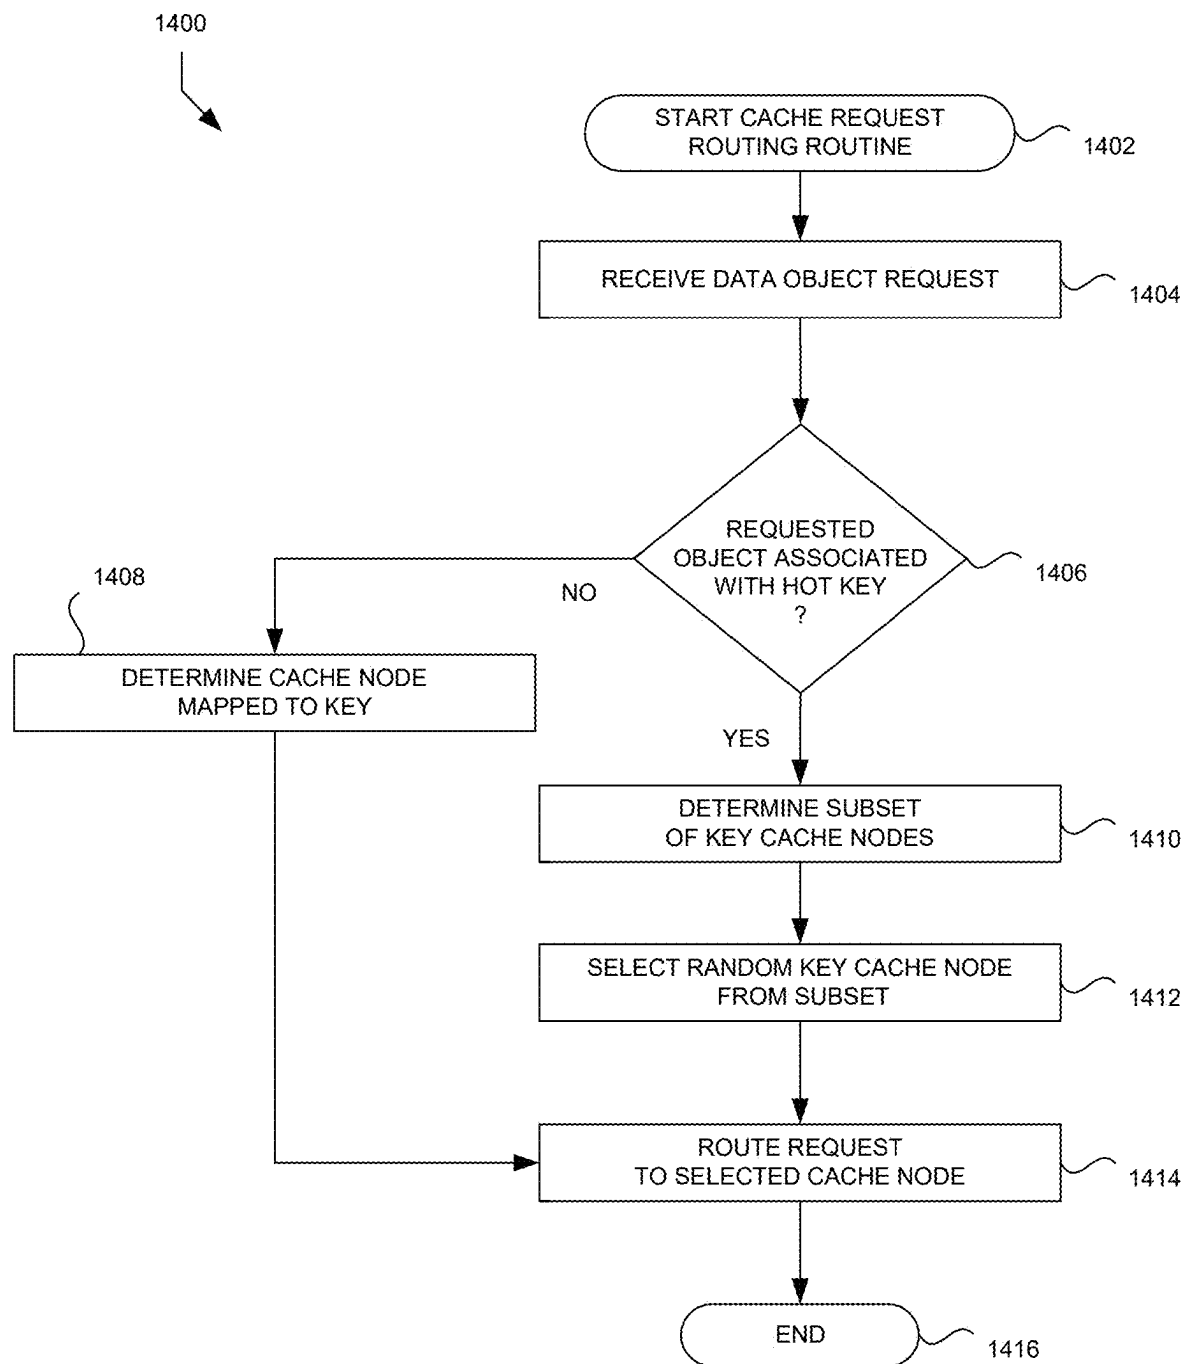 1400
START CACHE REQUEST
ROUTING ROUTINE
1402
RECEIVE DATA OBJECT REQUEST
1404
REQUESTED
OBJECT ASSOCIATED
WITH HOT KEY
?
1406
NO
1408
DETERMINE CACHE NODE
MAPPED TO KEY
YES
DETERMINE SUBSET
OF KEY CACHE NODES
1410
SELECT RANDOM KEY CACHE NODE
FROM SUBSET
1412
ROUTE REQUEST
TO SELECTED CACHE NODE
1414
END
1416